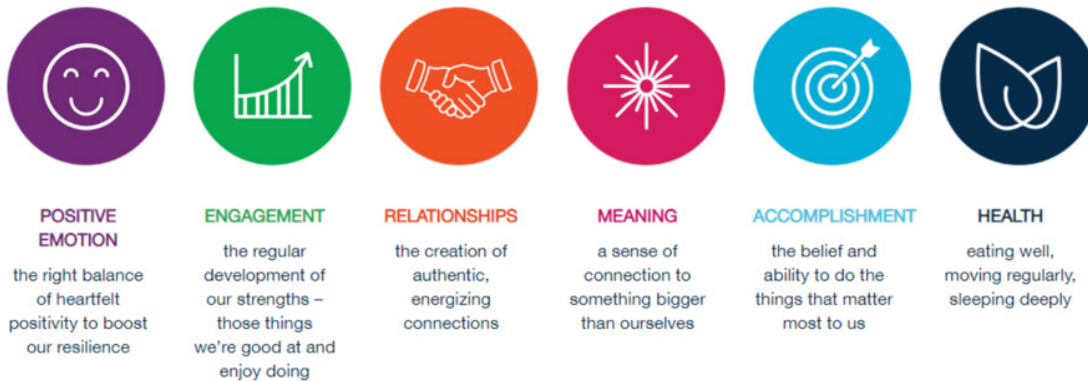 POSITIVE
EMOTION
the right balance
of heartfelt
positivity to boost
our resilience
ENGAGEMENT
the regular
development of
our strengths –
those things
we're good at and
enjoy doing
RELATIONSHIPS
the creation of
authentic,
energizing
connections
MEANING
a sense of
connection to
something bigger
than ourselves
ACCOMPLISHMENT
the belief and
ability to do the
things that matter
most to us
HEALTH
eating well,
moving regularly,
sleeping deeply